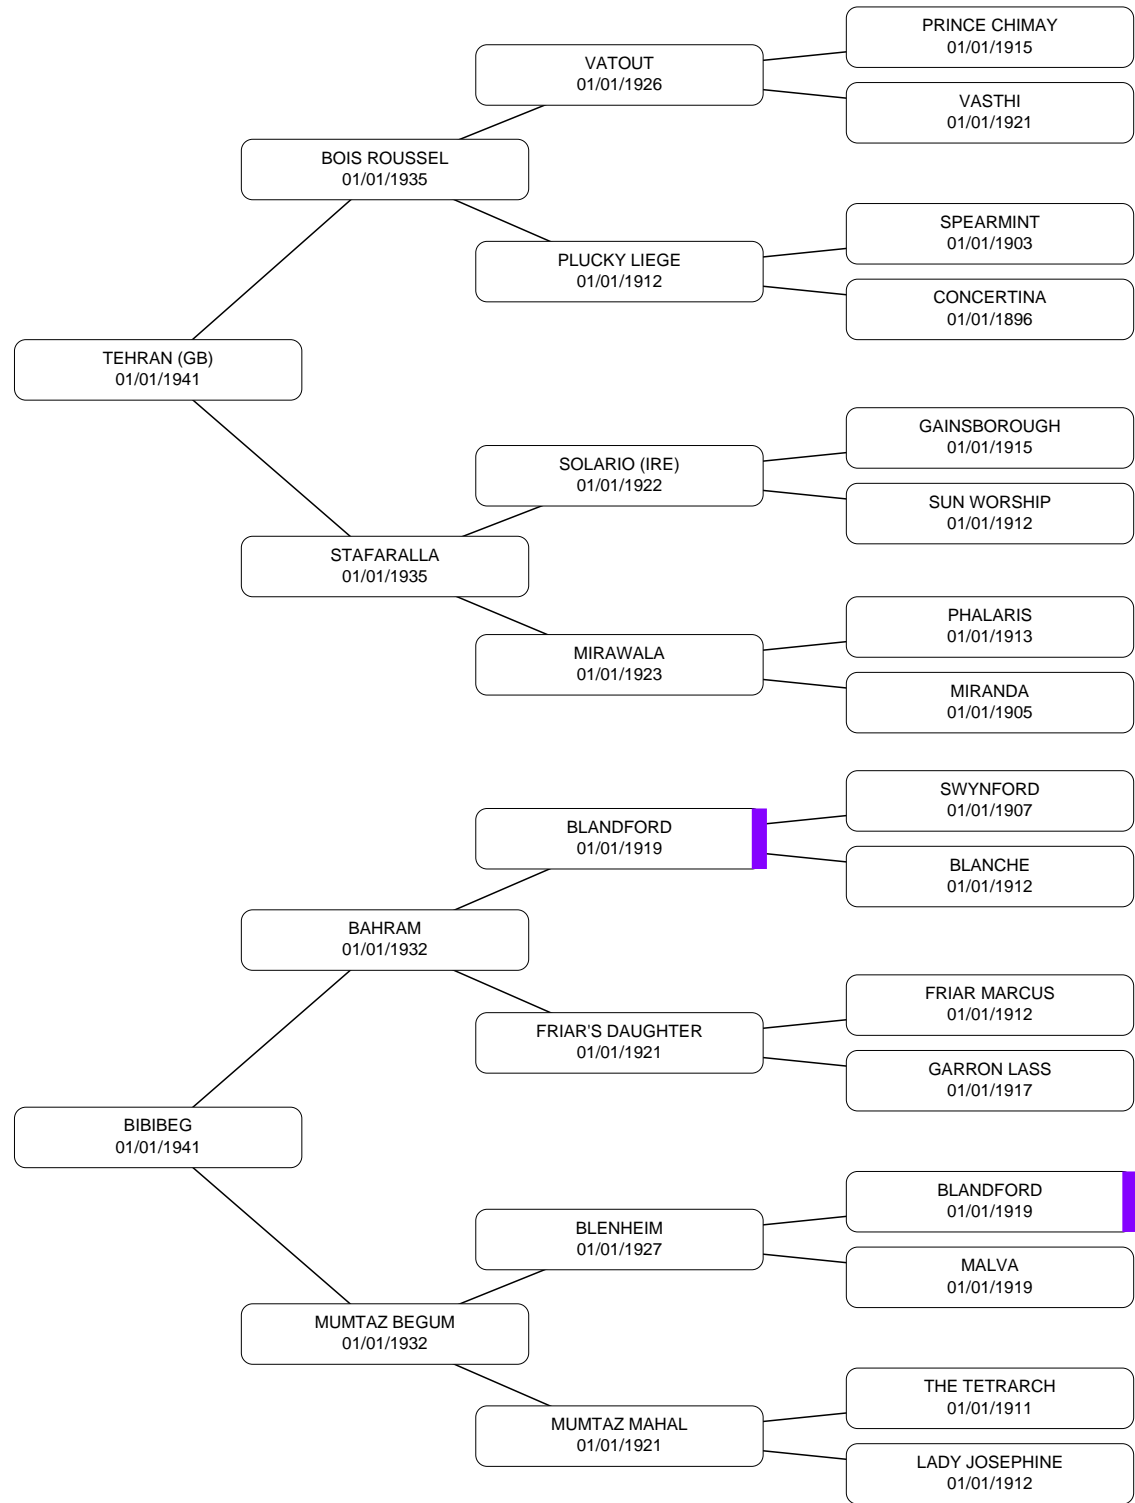 PRINCE CHIMAY
01/01/1915
VATOUT
01/01/1926
VASTHI
01/01/1921
BOIS ROUSSEL
01/01/1935
SPEARMINT
01/01/1903
PLUCKY LIEGE
01/01/1912
CONCERTINA
01/01/1896
TEHRAN (GB)
01/01/1941
GAINSBOROUGH
01/01/1915
SOLARIO (IRE)
01/01/1922
SUN WORSHIP
01/01/1912
STAFARALLA
01/01/1935
PHALARIS
01/01/1913
MIRAWALA
01/01/1923
MIRANDA
01/01/1905
SWYNFORD
01/01/1907
BLANDFORD
01/01/1919
BLANCHE
01/01/1912
BAHRAM
01/01/1932
FRIAR MARCUS
01/01/1912
FRIAR'S DAUGHTER
01/01/1921
GARRON LASS
01/01/1917
BIBIBEG
01/01/1941
BLANDFORD
01/01/1919
BLENHEIM
01/01/1927
MALVA
01/01/1919
MUMTAZ BEGUM
01/01/1932
THE TETRARCH
01/01/1911
MUMTAZ MAHAL
01/01/1921
LADY JOSEPHINE
01/01/1912